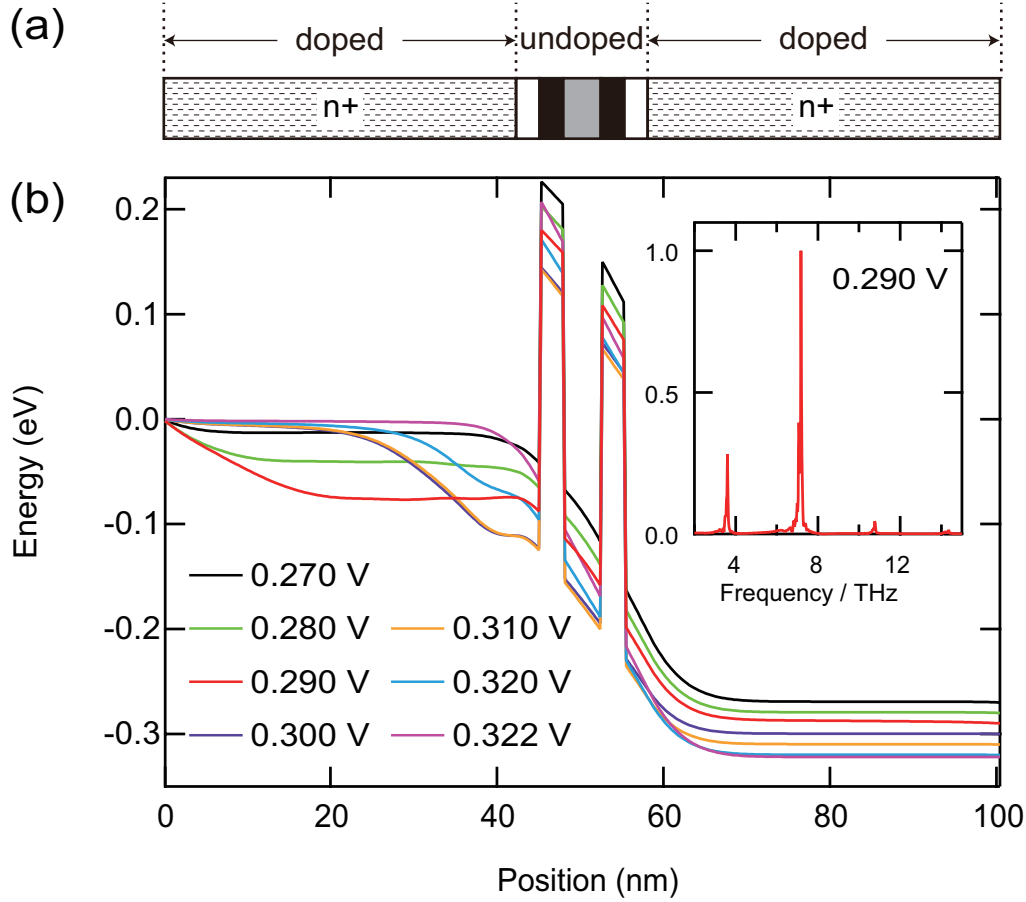 (a)
doped undoped doped
n+ n+
(b)
0.2
0.1
0.0
-0.1
-0.2
-0.3
Energy (eV)
0 20 40 60 80 100
Position (nm)
0.270 V
0.280 V 0.310 V
0.290 V 0.320 V
0.300 V 0.322 V
0.290 V
1.0
0.5
0.0
4 8 12
Frequency / THz